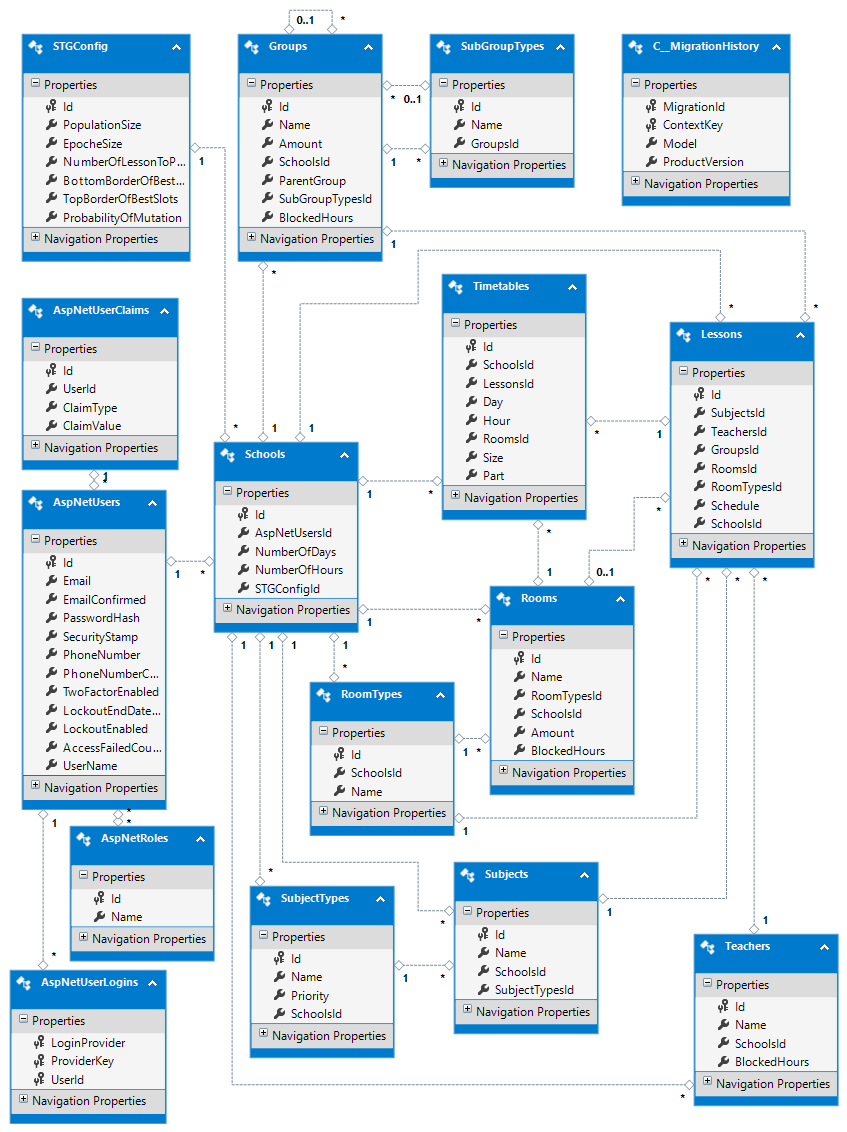 0..1
*
STGConfig
Properties
Id
PopulationSize
EpocheSize
NumberOfLessonToP...
BottomBorderOfBest...
TopBorderOfBestSlots
ProbabilityOfMutation
Navigation Properties
1
Groups
Properties
Id
Name
Amount
SchoolsId
ParentGroup
SubGroupTypesId
BlockedHours
Navigation Properties
*
0..1
1
*
1
*
SubGroupTypes
Properties
Id
Name
GroupsId
Navigation Properties
C__MigrationHistory
Properties
MigrationId
ContextKey
Model
ProductVersion
Navigation Properties
AspNetUserClaims
Properties
Id
UserId
ClaimType
ClaimValue
Navigation Properties
*
1
*
1
1
*
*
Timetables
Properties
Id
SchoolsId
LessonsId
Day
Hour
RoomsId
Size
Part
Navigation Properties
*
1
*
Lessons
Properties
Id
SubjectsId
TeachersId
GroupsId
RoomsId
RoomTypesId
Schedule
SchoolsId
Navigation Properties
*
*
*
AspNetUsers
Properties
Id
Email
EmailConfirmed
PasswordHash
SecurityStamp
PhoneNumber
PhoneNumberC...
TwoFactorEnabled
LockoutEndDate...
LockoutEnabled
AccessFailedCou...
UserName
Navigation Properties
1
*
Schools
Properties
Id
AspNetUsersId
NumberOfDays
NumberOfHours
STGConfigId
Navigation Properties
1
*
1
*
1
1
1
1
*
*
1
0..1
Rooms
Properties
Id
Name
RoomTypesId
SchoolsId
Amount
BlockedHours
Navigation Properties
RoomTypes
Properties
Id
SchoolsId
Name
Navigation Properties
1
*
1
1
*
*
AspNetRoles
Properties
Id
Name
Navigation Properties
*
AspNetUserLogins
Properties
LoginProvider
ProviderKey
UserId
Navigation Properties
*
SubjectTypes
Properties
Id
Name
Priority
SchoolsId
Navigation Properties
*
1
*
Subjects
Properties
Id
Name
SchoolsId
SubjectTypesId
Navigation Properties
1
1
Teachers
Properties
Id
Name
SchoolsId
BlockedHours
Navigation Properties
*